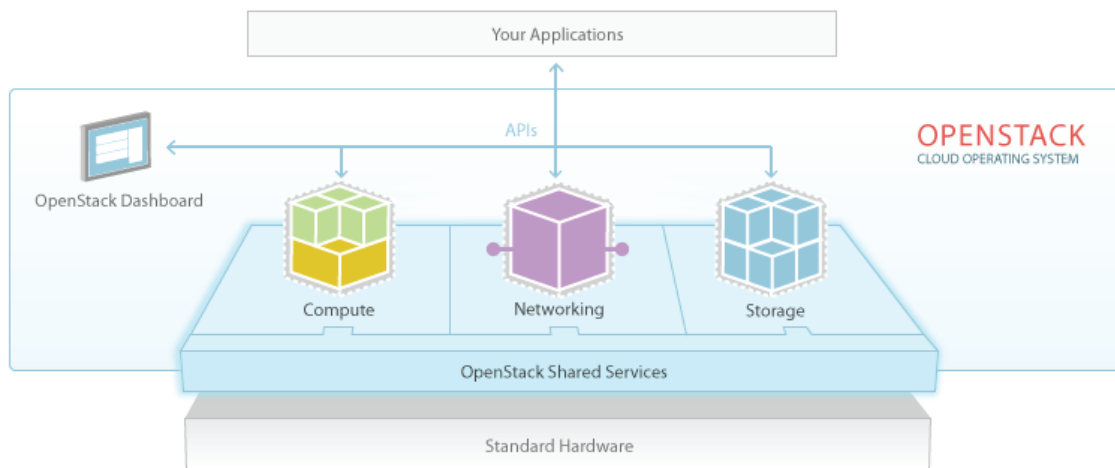 Your Applications
APIs
OPENSTACK
CLOUD OPERATING SYSTEM
OpenStack Dashboard
Compute
Networking
Storage
OpenStack Shared Services
Standard Hardware